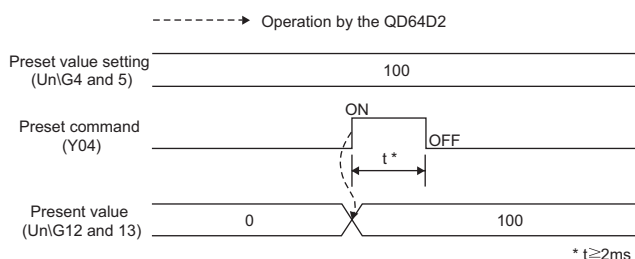 Operation by the QD64D2
Preset value setting
(Un\G4 and 5)
100
ON
Preset command
(Y04)
OFF
t *
Present value
(Un\G12 and 13)
0
100
* t≧2ms